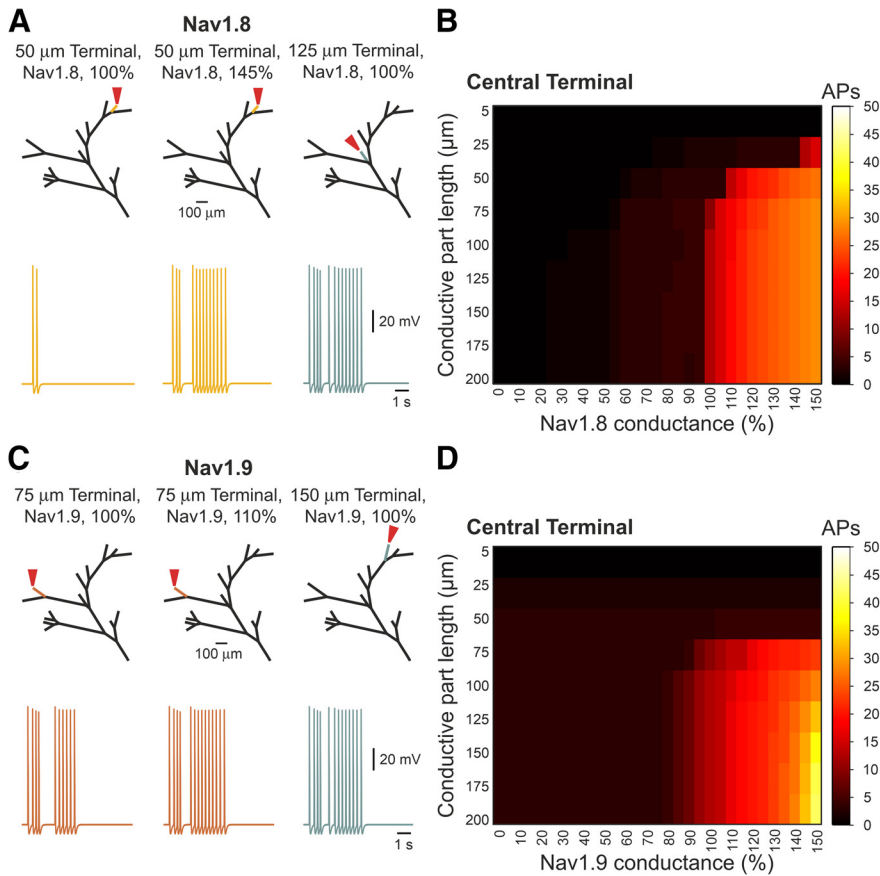 A
Nav1.8
50 μm Terminal,
Nav1.8, 100%
50 μm Terminal,
Nav1.8, 145%
125 μm Terminal,
Nav1.8, 100%
100 μm
20 mV
1 s
B
Central Terminal
APs
Conductive part length (μm)
5
25
50
75
100
125
150
175
200
0 10 20 30 40 50 60 70 80 90 100 110 120 130 140 150
Nav1.8 conductance (%)
50
45
40
35
30
25
20
15
10
5
0
C
Nav1.9
75 μm Terminal,
Nav1.9, 100%
75 μm Terminal,
Nav1.9, 110%
150 μm Terminal,
Nav1.9, 100%
100 μm
20 mV
1 s
D
Central Terminal
APs
Conductive part length (μm)
5
25
50
75
100
125
150
175
200
0 10 20 30 40 50 60 70 80 90 100 110 120 130 140 150
Nav1.9 conductance (%)
50
45
40
35
30
25
20
15
10
5
0